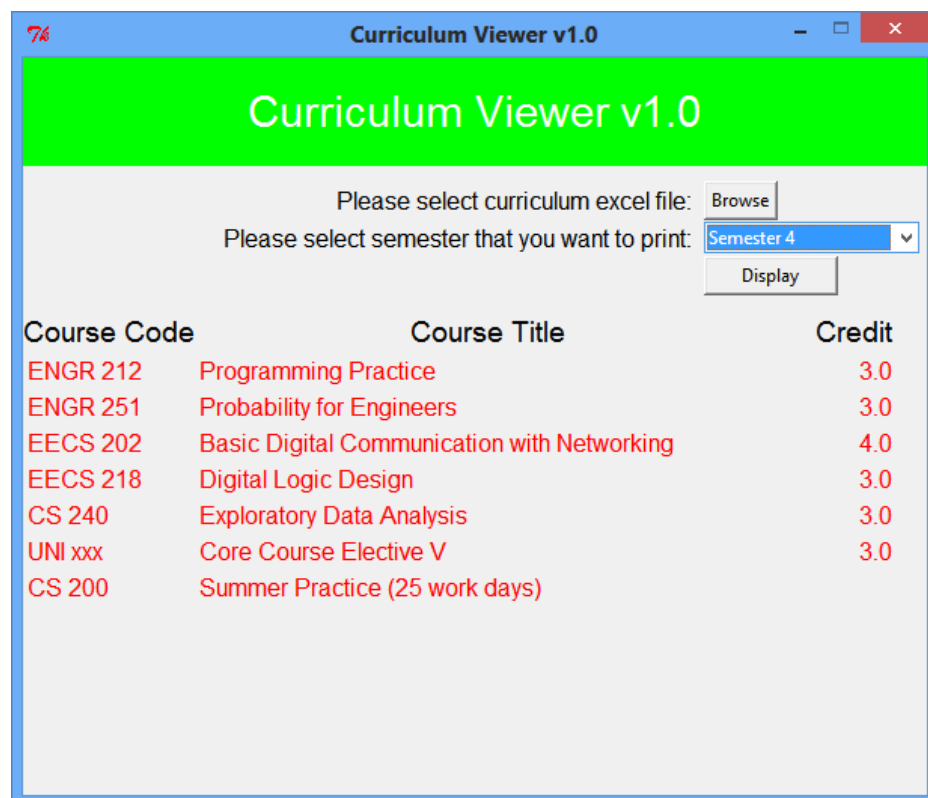 Curriculum Viewer v1.0
Curriculum Viewer v1.0
Please select curriculum excel file: Browse
Please select semester that you want to print: Semester 4
Display
Course Code Course Title Credit
ENGR 212 Programming Practice 3.0
ENGR 251 Probability for Engineers 3.0
EECS 202 Basic Digital Communication with Networking 4.0
EECS 218 Digital Logic Design 3.0
CS 240 Exploratory Data Analysis 3.0
UNI xxx Core Course Elective V 3.0
CS 200 Summer Practice (25 work days)